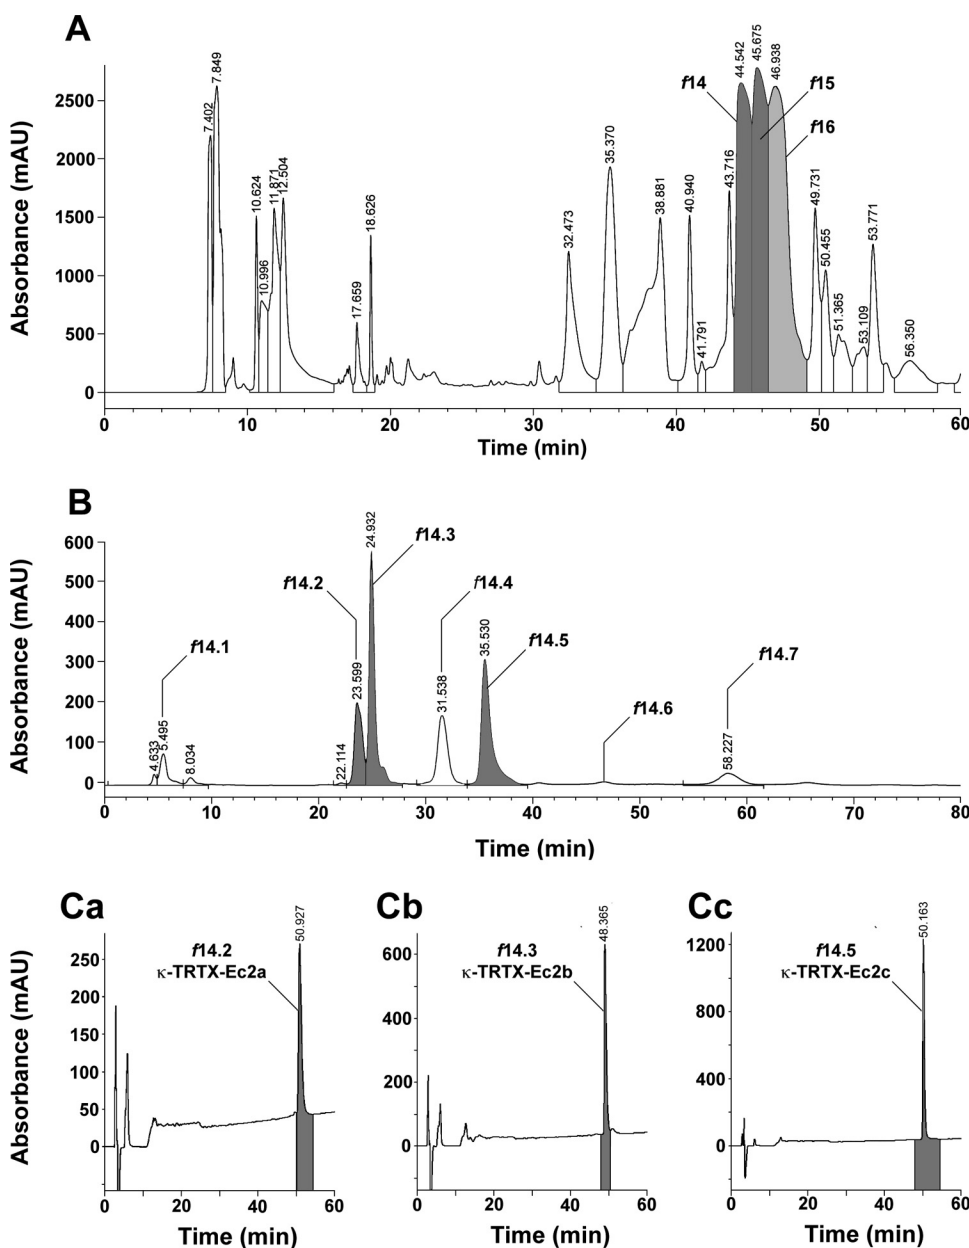 A
Absorbance (mAU)
2500
2000
1500
1000
500
0
7.402
7.849
10.624
10.996
11.871
12.504
17.659
18.626
32.473
35.370
38.881
40.940
41.791
43.716
44.542
45.675
46.938
49.731
50.455
51.365
53.109
53.771
56.350
f14
f15
f16
0 10 20 30 40 50 60
Time (min)
B
Absorbance (mAU)
600
500
400
300
200
100
0
4.633
5.495
8.034
22.114
23.599
24.932
31.538
35.530
58.227
f14.1
f14.2
f14.3
f14.4
f14.5
f14.6
f14.7
0 10 20 30 40 50 60 70 80
Time (min)
Ca
Absorbance (mAU)
250
200
150
100
50
0
50.927
f14.2
κ-TRTX-Ec2a
0 20 40 60
Time (min)
Cb
600
400
200
0
48.365
f14.3
κ-TRTX-Ec2b
0 20 40 60
Time (min)
Cc
1200
800
400
0
50.163
f14.5
κ-TRTX-Ec2c
0 20 40 60
Time (min)